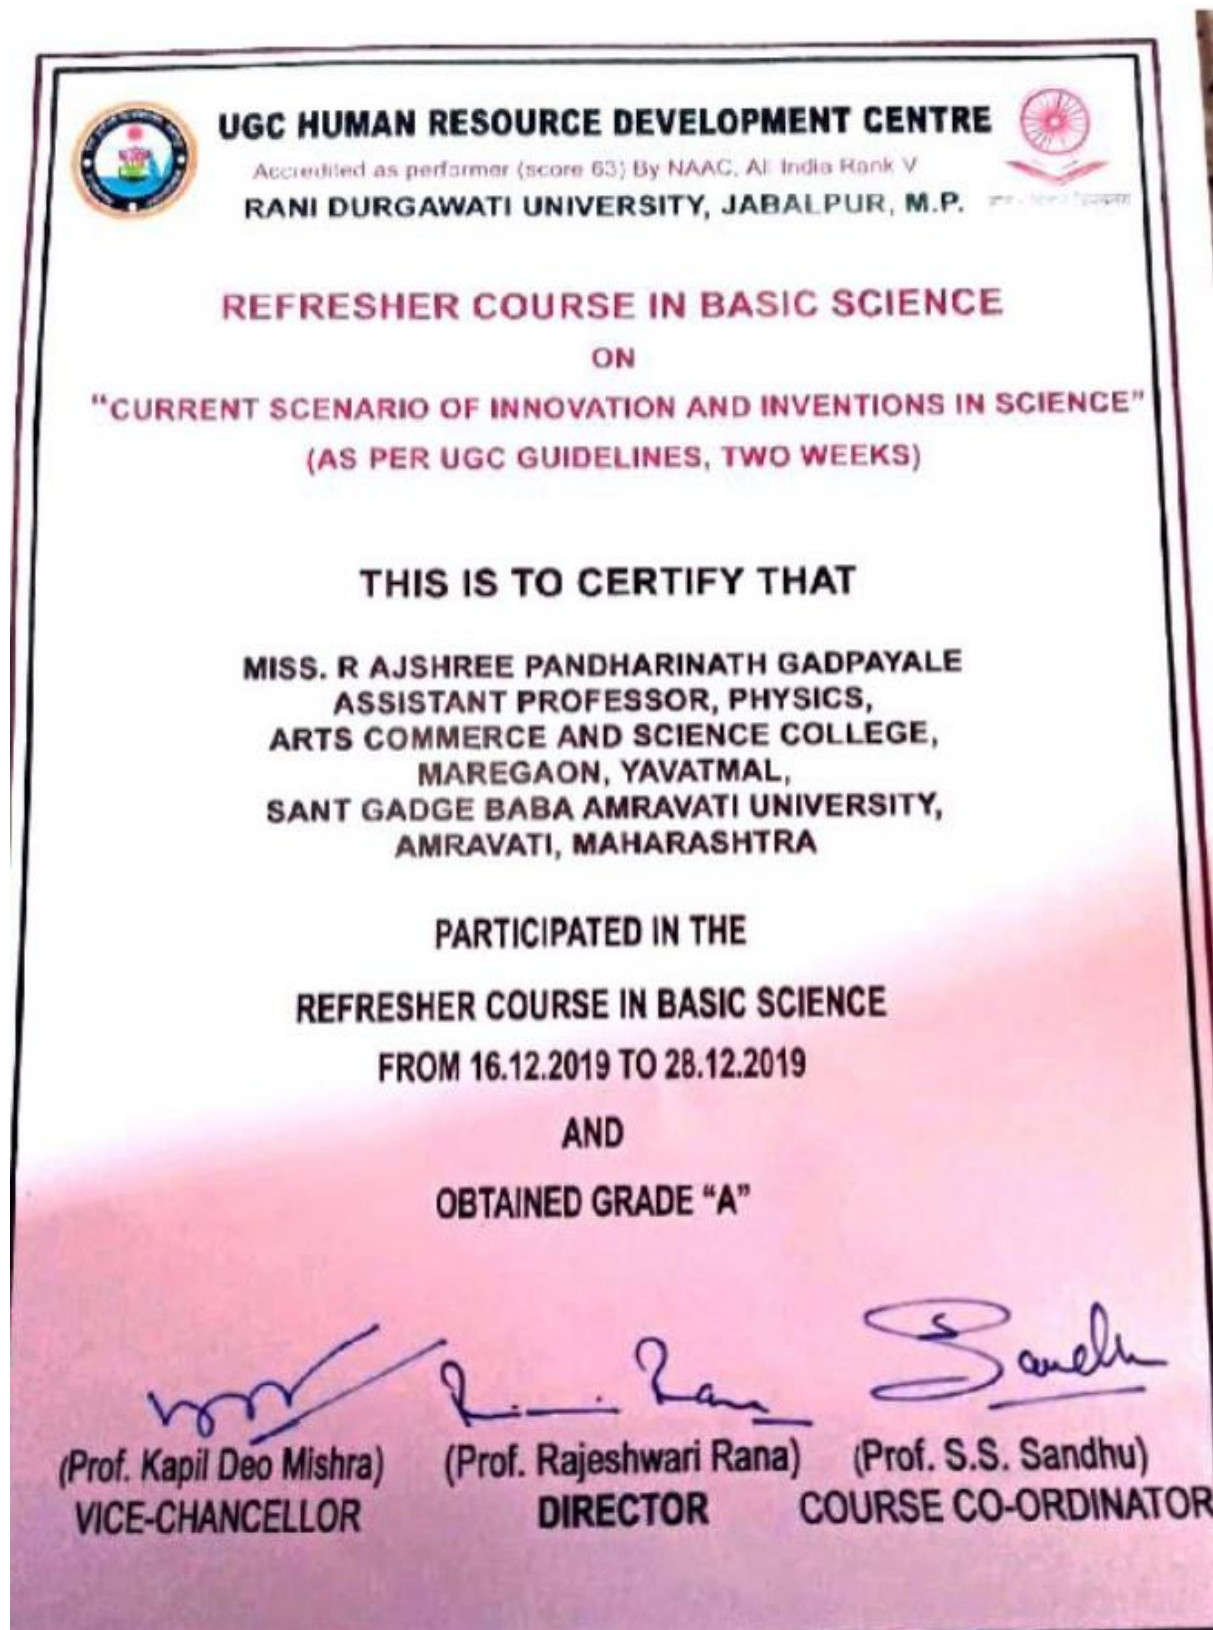 UGC HUMAN RESOURCE DEVELOPMENT CENTRE
Accredited as performer (score 63) By NAAC, All India Rank V
RANI DURGAWATI UNIVERSITY, JABALPUR, M.P.
REFRESHER COURSE IN BASIC SCIENCE
ON
"CURRENT SCENARIO OF INNOVATION AND INVENTIONS IN SCIENCE"
(AS PER UGC GUIDELINES, TWO WEEKS)
THIS IS TO CERTIFY THAT
MISS. R AJSHREE PANDHARINATH GADPAYALE
ASSISTANT PROFESSOR, PHYSICS,
ARTS COMMERCE AND SCIENCE COLLEGE,
MAREGAON, YAVATMAL,
SANT GADGE BABA AMRAVATI UNIVERSITY,
AMRAVATI, MAHARASHTRA
PARTICIPATED IN THE
REFRESHER COURSE IN BASIC SCIENCE
FROM 16.12.2019 TO 28.12.2019
AND
OBTAINED GRADE “A”
Sandhu
(Prof. Kapil Deo Mishra) (Prof. Rajeshwari Rana) (Prof. S.S. Sandhu)
VICE-CHANCELLOR DIRECTOR COURSE CO-ORDINATOR